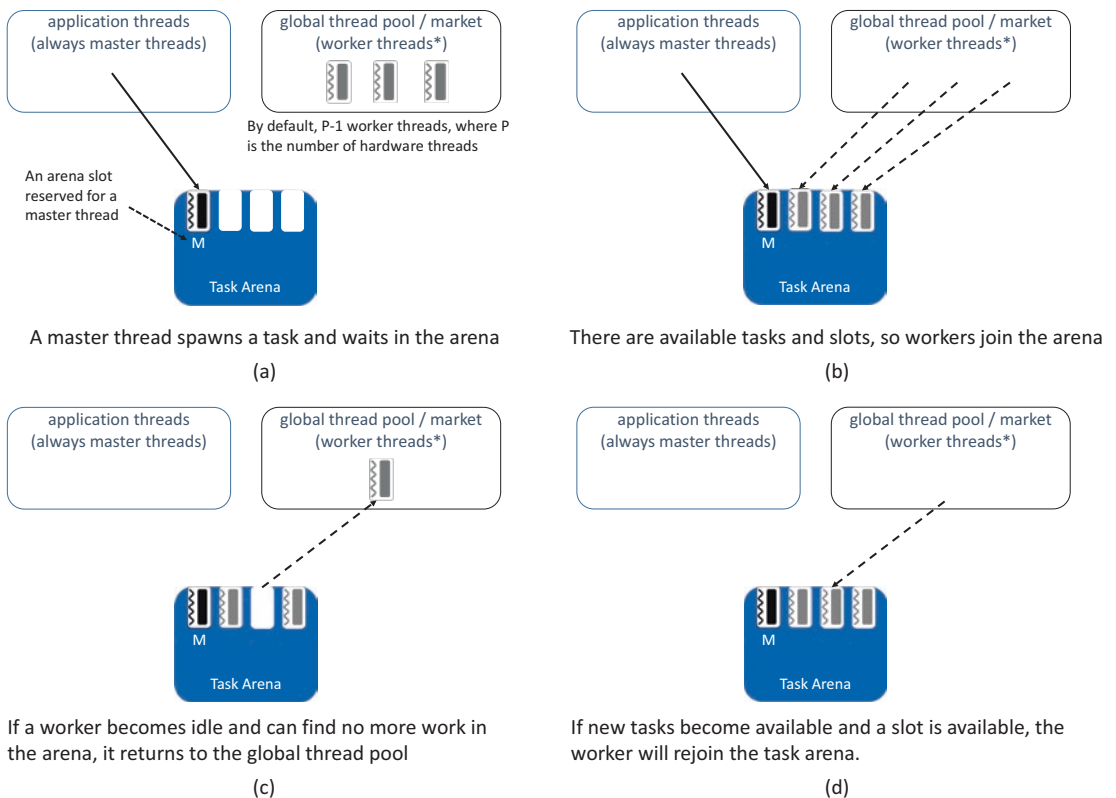 application threads
(always master threads)
global thread pool / market
(worker threads*)
By default, P-1 worker threads, where P
is the number of hardware threads
An arena slot
reserved for a
master thread
M
Task Arena
A master thread spawns a task and waits in the arena
(a)
application threads
(always master threads)
global thread pool / market
(worker threads*)
M
Task Arena
There are available tasks and slots, so workers join the arena
(b)
application threads
(always master threads)
global thread pool / market
(worker threads*)
M
Task Arena
If a worker becomes idle and can find no more work in
the arena, it returns to the global thread pool
(c)
application threads
(always master threads)
global thread pool / market
(worker threads*)
M
Task Arena
If new tasks become available and a slot is available, the
worker will rejoin the task arena.
(d)